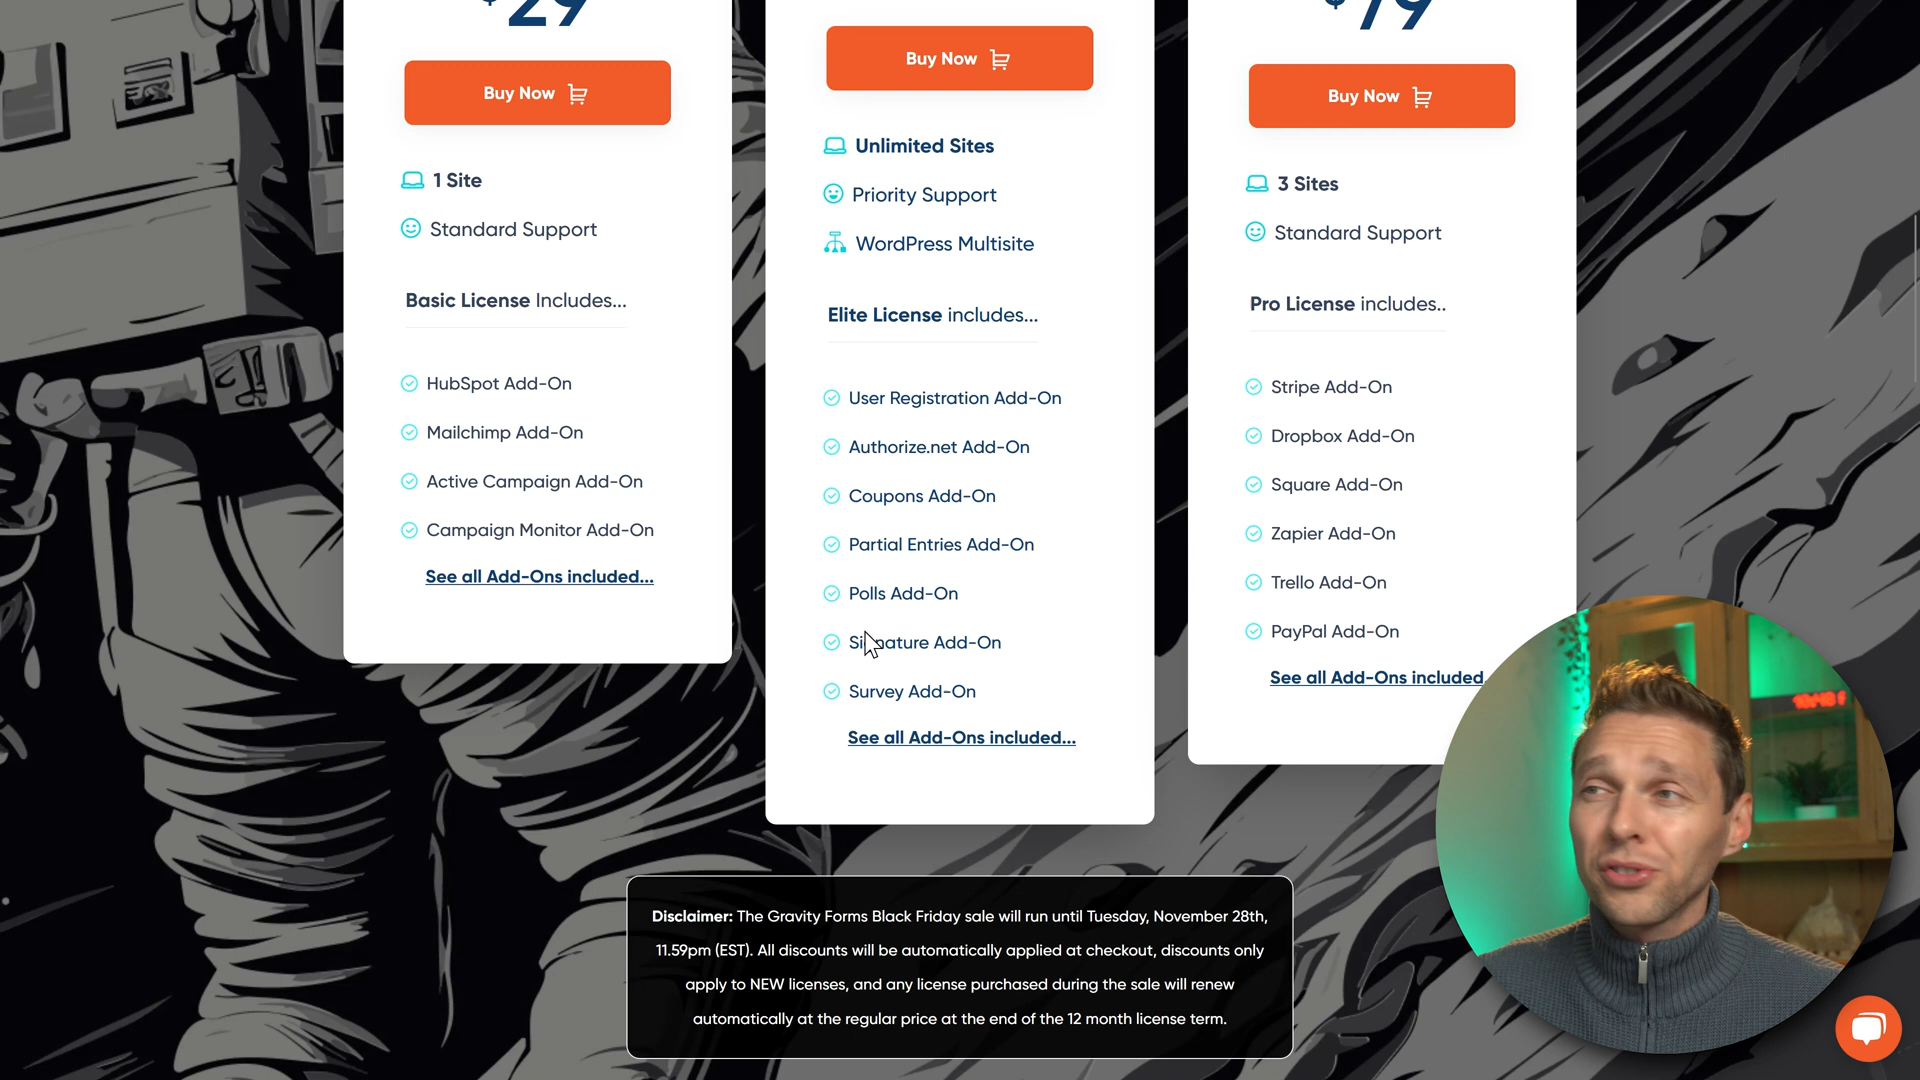 $29
Buy Now
1 Site
Standard Support
Basic License Includes...
HubSpot Add-On
Mailchimp Add-On
Active Campaign Add-On
Campaign Monitor Add-On
See all Add-Ons included...
Buy Now
Unlimited Sites
Priority Support
WordPress Multisite
Elite License includes...
User Registration Add-On
Authorize.net Add-On
Coupons Add-On
Partial Entries Add-On
Polls Add-On
Signature Add-On
Survey Add-On
See all Add-Ons included...
$79
Buy Now
3 Sites
Standard Support
Pro License includes..
Stripe Add-On
Dropbox Add-On
Square Add-On
Zapier Add-On
Trello Add-On
PayPal Add-On
See all Add-Ons included.
Disclaimer: The Gravity Forms Black Friday sale will run until Tuesday, November 28th,
11.59pm (EST). All discounts will be automatically applied at checkout, discounts only
apply to NEW licenses, and any license purchased during the sale will renew
automatically at the regular price at the end of the 12 month license term.